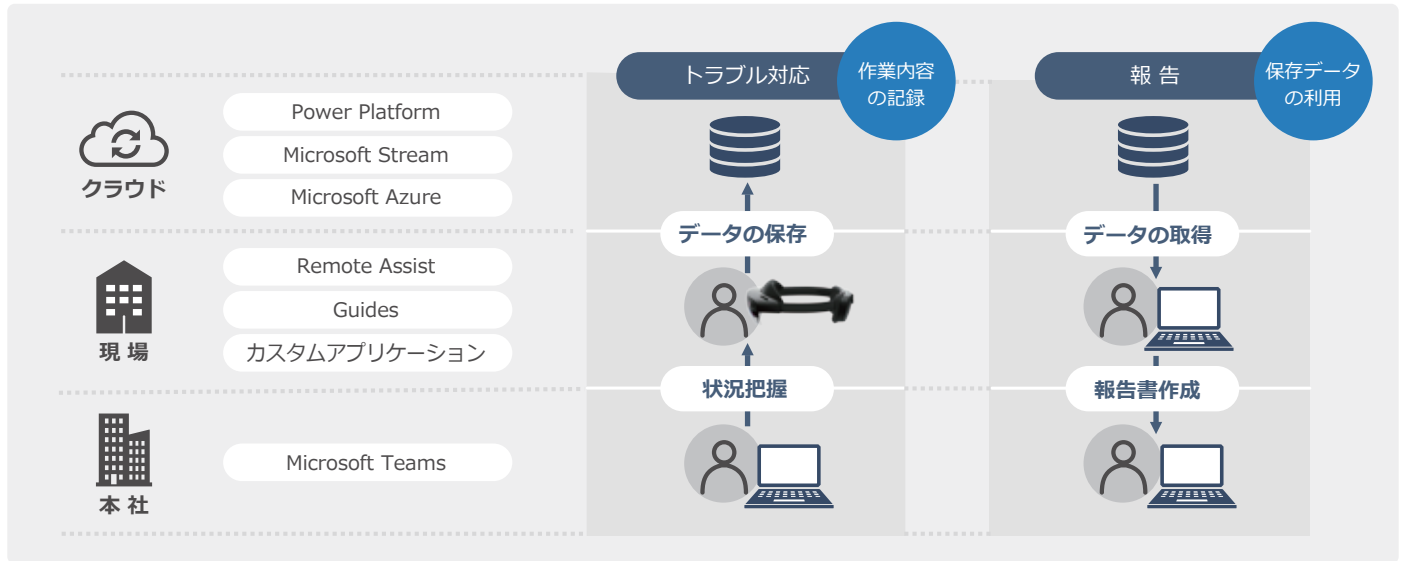 トラブル対応
作業内容
の記録
報 告
保存データ
の利用
クラウド
Power Platform
Microsoft Stream
Microsoft Azure
データの保存
データの取得
現 場
Remote Assist
Guides
カスタムアプリケーション
状況把握
報告書作成
本 社
Microsoft Teams